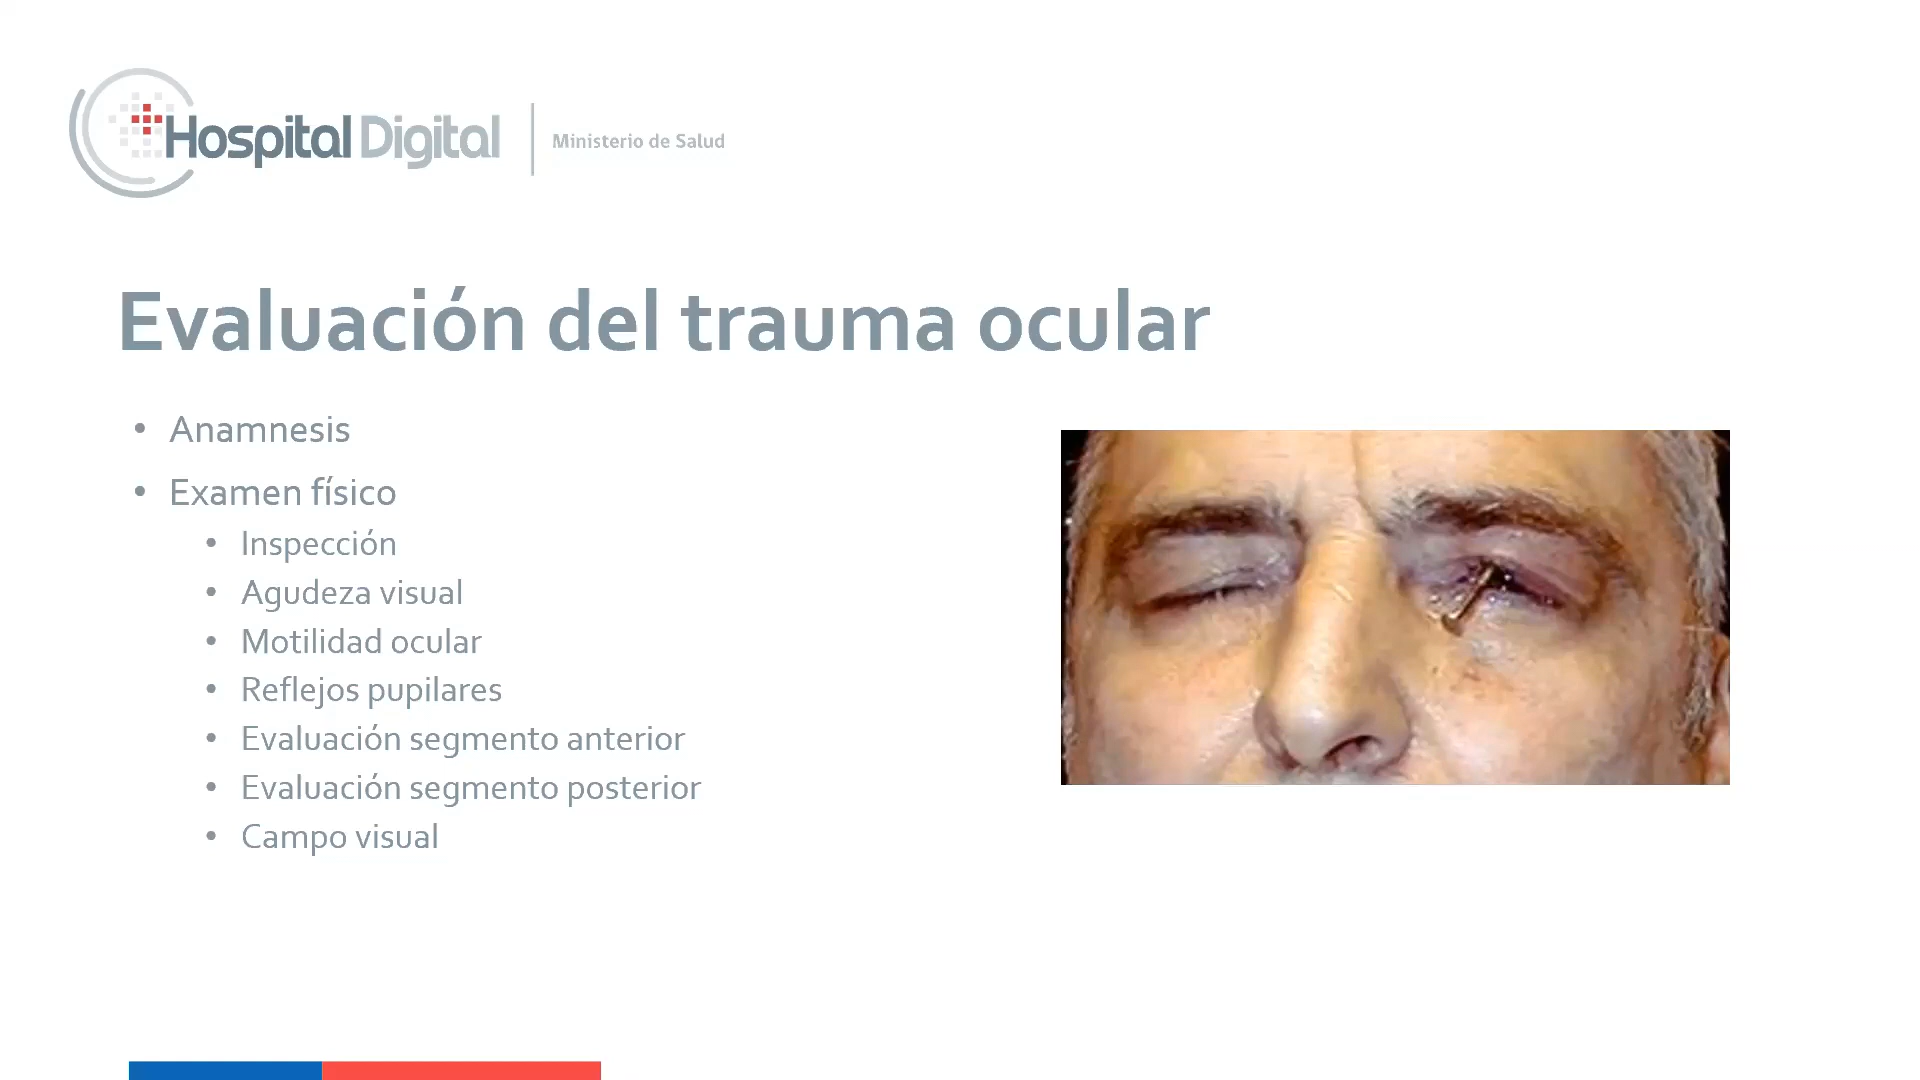 Hospital Digital
Ministerio de Salud
Evaluación del trauma ocular
• Anamnesis
• Examen físico
• Inspección
• Agudeza visual
• Motilidad ocular
• Reflejos pupilares
• Evaluación segmento anterior
• Evaluación segmento posterior
• Campo visual